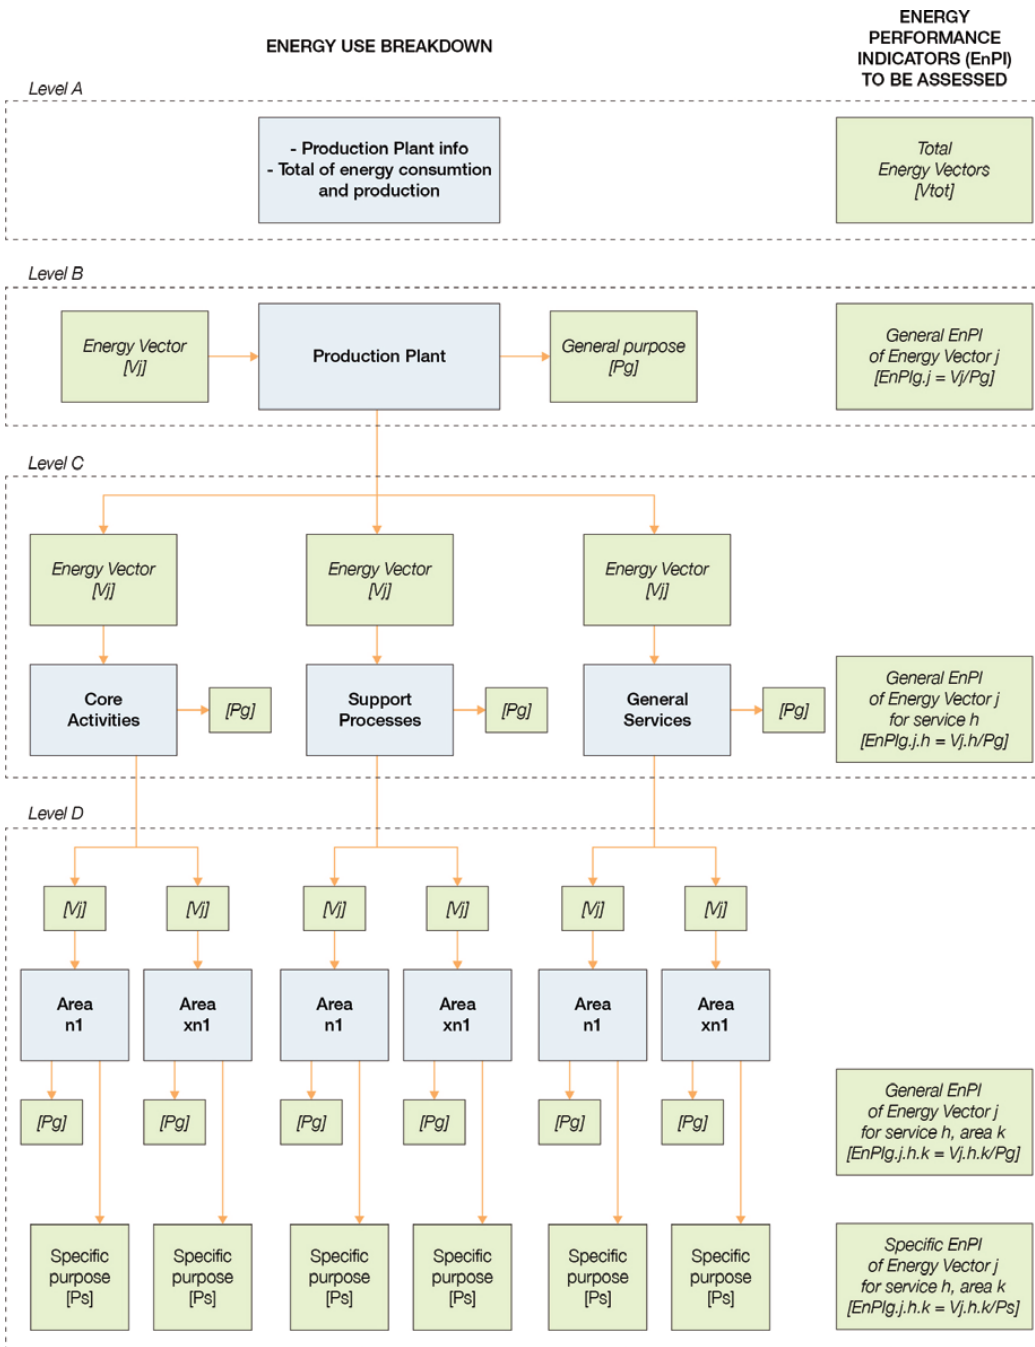 ENERGY USE BREAKDOWN
ENERGY
PERFORMANCE
INDICATORS (EnPI)
TO BE ASSESSED
Level A
- Production Plant info
- Total of energy consumtion
and production
Total
Energy Vectors
[Vtot]
Level B
Energy Vector
[Vj]
Production Plant
General purpose
[Pg]
General EnPI
of Energy Vector j
[EnPIg.j = Vj/Pg]
Level C
Energy Vector
[Vj]
Energy Vector
[Vj]
Energy Vector
[Vj]
Core
Activities
[Pg]
Support
Processes
[Pg]
General
Services
[Pg]
General EnPI
of Energy Vector j
for service h
[EnPIg.j.h = Vj.h/Pg]
Level D
[Vj]
[Vj]
[Vj]
[Vj]
[Vj]
[Vj]
Area
n1
Area
xn1
Area
n1
Area
xn1
Area
n1
Area
xn1
[Pg]
[Pg]
[Pg]
[Pg]
[Pg]
[Pg]
General EnPI
of Energy Vector j
for service h, area k
[EnPIg.j.h.k = Vj.h.k/Pg]
Specific
purpose
[Ps]
Specific
purpose
[Ps]
Specific
purpose
[Ps]
Specific
purpose
[Ps]
Specific
purpose
[Ps]
Specific
purpose
[Ps]
Specific EnPI
of Energy Vector j
for service h, area k
[EnPIg.j.h.k = Vj.h.k/Ps]